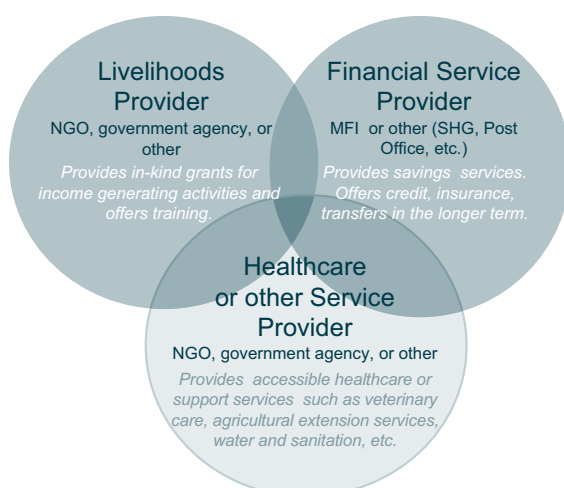 Livelihoods
Provider
NGO, government agency, or
other
Provides in-kind grants for
income generating activities and
offers training.
Financial Service
Provider
MFI or other (SHG, Post
Office, etc.)
Provides savings services.
Offers credit, insurance,
transfers in the longer term.
Healthcare
or other Service
Provider
NGO, government agency, or other
Provides accessible healthcare or
support services such as veterinary
care, agricultural extension services,
water and sanitation, etc.